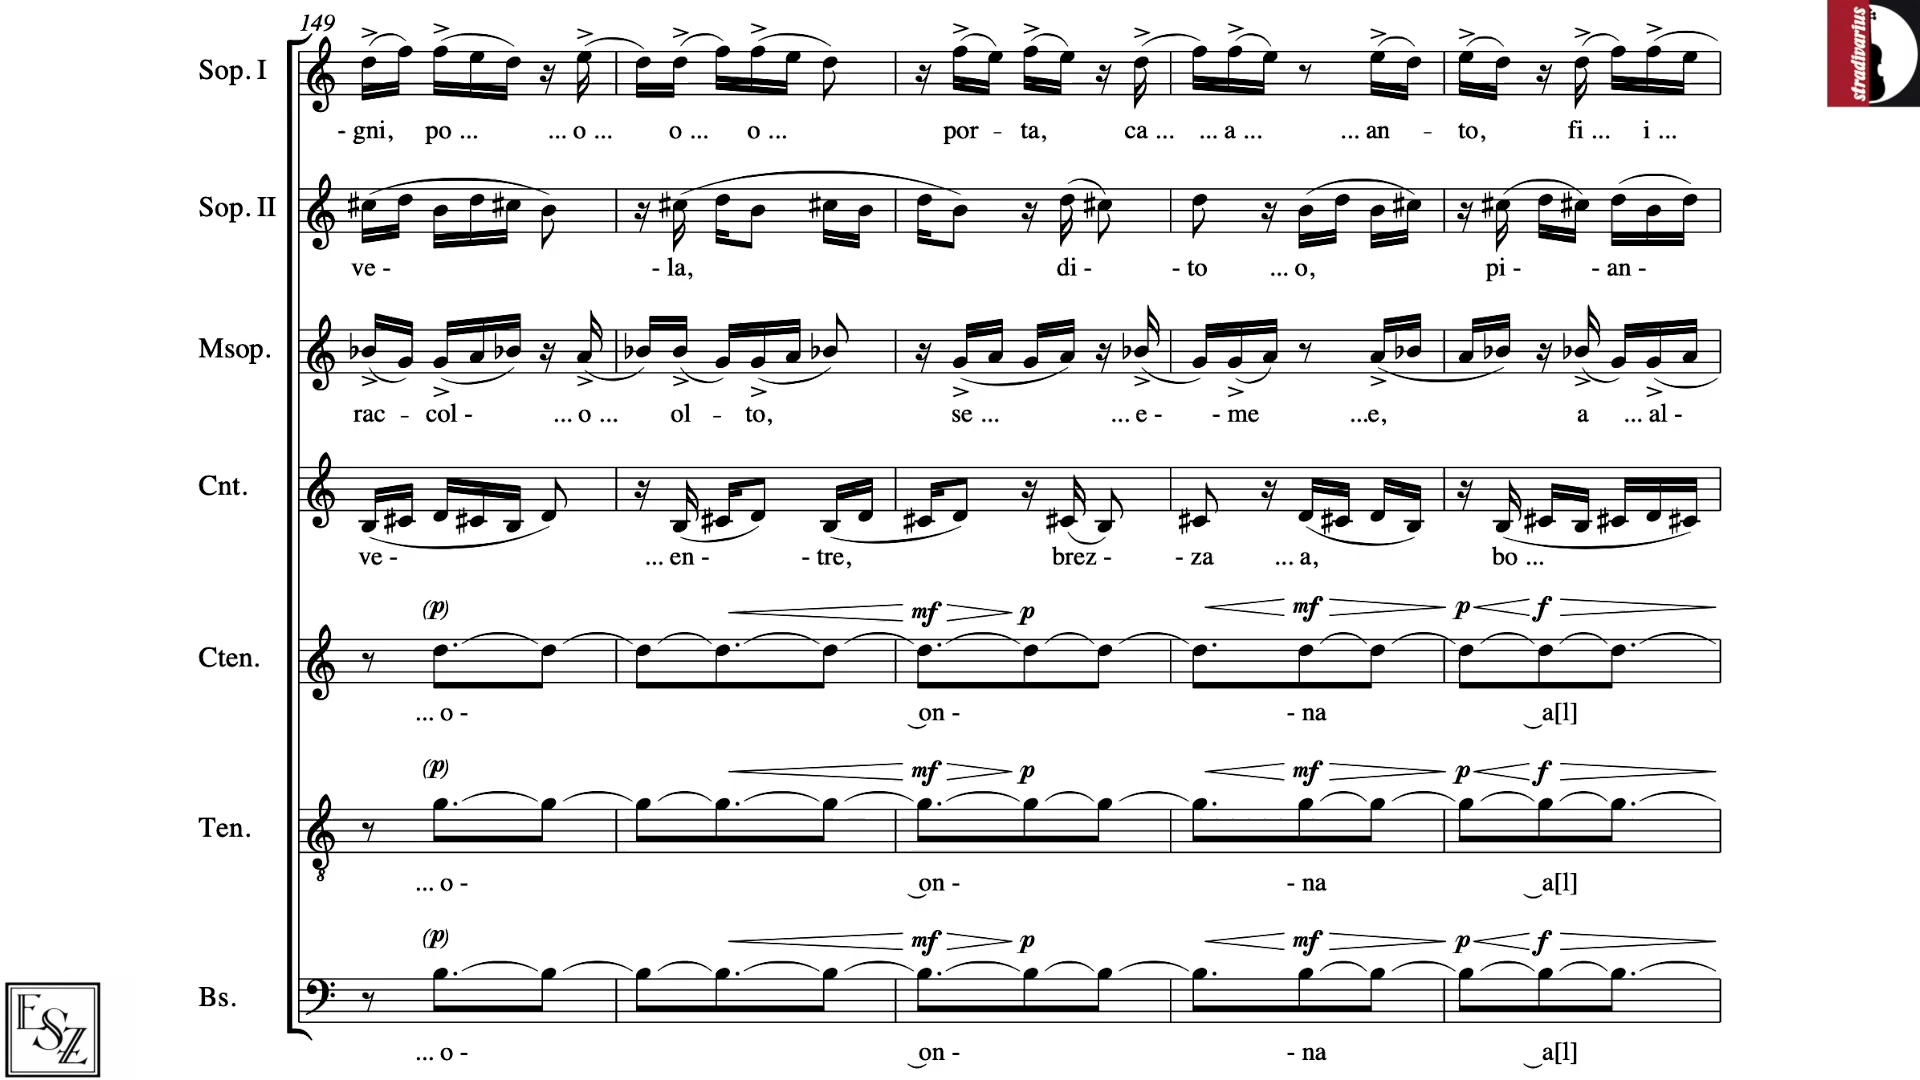 149
stradivarius
Sop. I
- gni, po ... ... o ... o ... o ... por - ta, ca ... ... a ... ... an - to, fi ... i ...
Sop. II
ve - - la, di - - to ... o, pi - - an -
Msop.
rac - col - ... o ... ol - to, se ... ... e - - me ...e, a ... al -
Cnt.
ve - ... en - - tre, brez - - za ... a, bo ...
(p) mf p mf p f
Cten.
... o - ‿on - - na ‿a[l]
(p) mf p mf p f
Ten.
8
... o - ‿on - - na ‿a[l]
(p) mf p mf p f
Bs.
... o - ‿on - - na ‿a[l]
ESZ